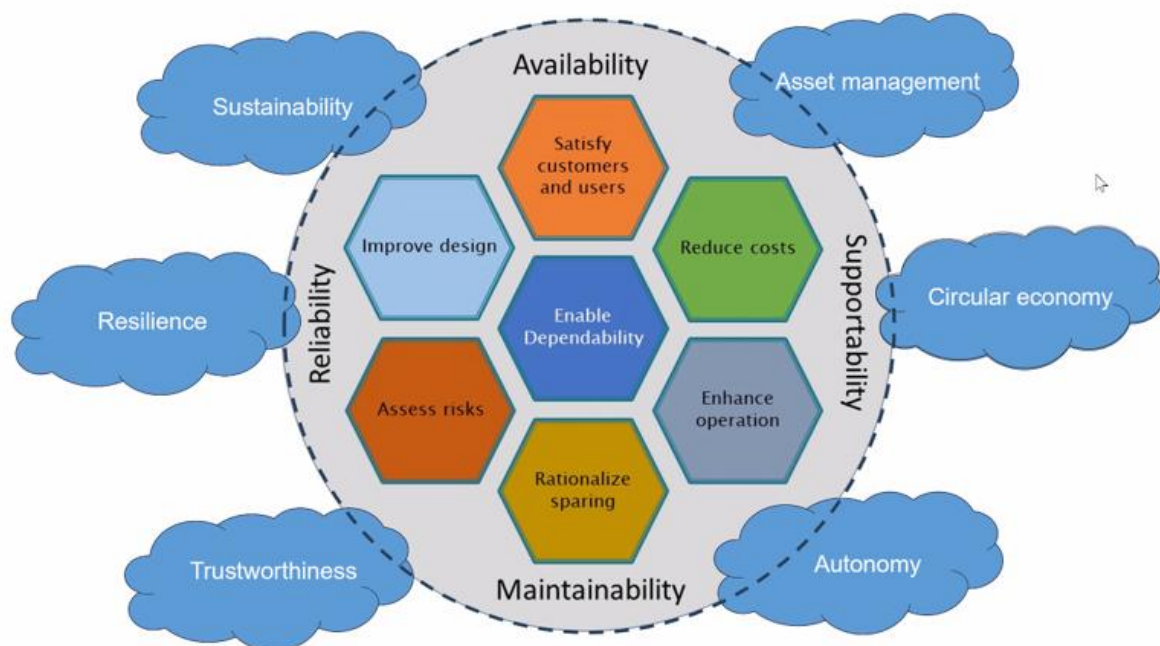 Availability
Asset management
Sustainability
Satisfy
customers
and users
Improve design
Reduce costs
Reliability
Supportability
Resilience
Circular economy
Enable
Dependability
Assess risks
Enhance
operation
Rationalize
sparing
Trustworthiness
Autonomy
Maintainability